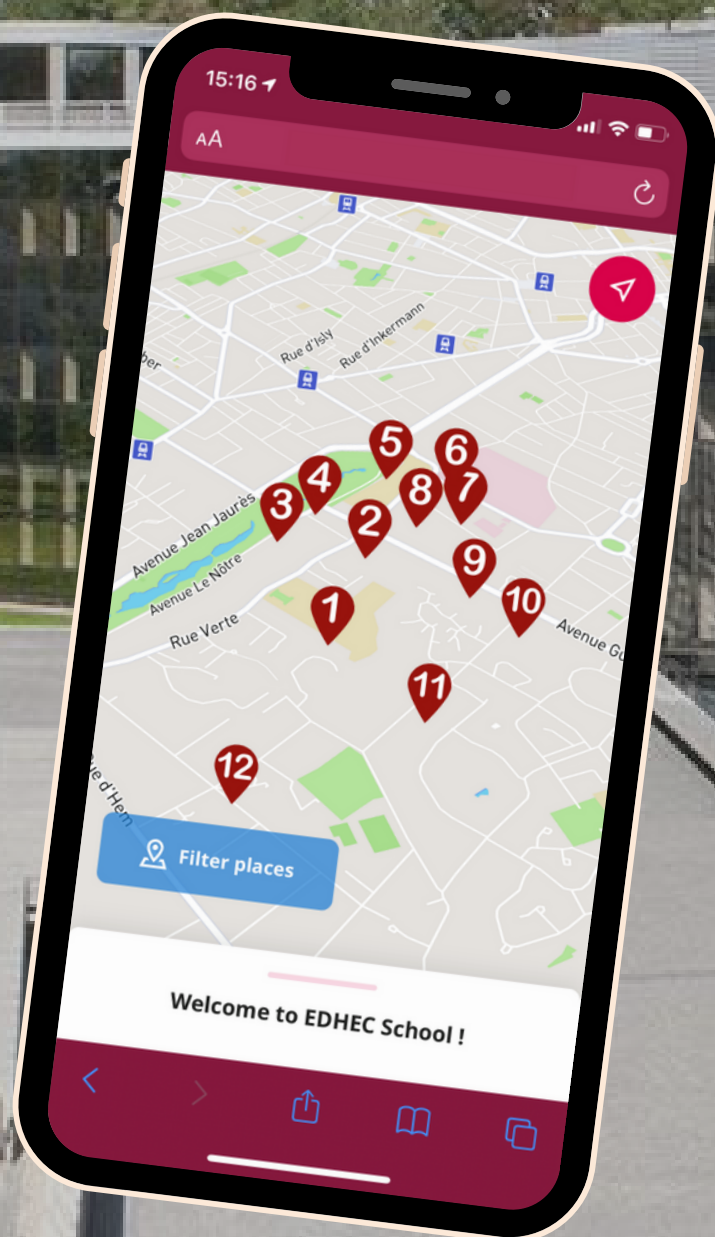 15:16
AA
Rue d'Isly
Rue d'Inkermann
ber
5
6
4
7
3
8
2
Avenue Jean Jaurès
9
Avenue Le Nôtre
10
1
Rue Verte
Avenue Gu
11
12
ue d'Hem
Filter places
Welcome to EDHEC School !